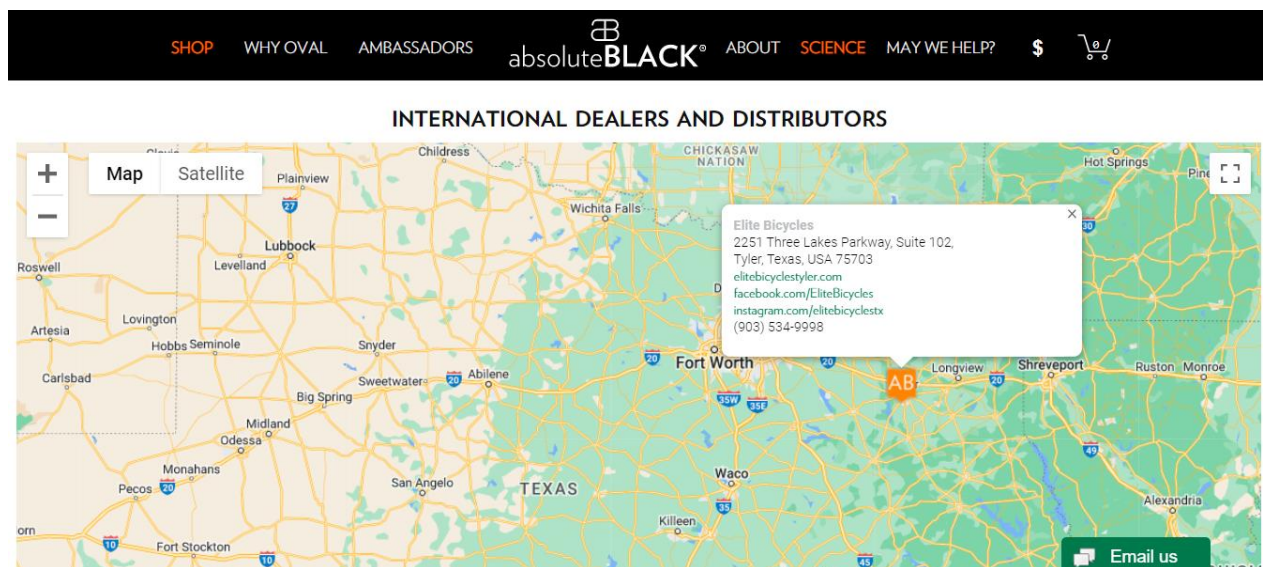 SHOP
WHY OVAL
AMBASSADORS
absoluteBLACK®
ABOUT
SCIENCE
MAY WE HELP?
$
0
INTERNATIONAL DEALERS AND DISTRIBUTORS
+
Map
Satellite
−
Childress
CHICKASAW
NATION
Hot Springs
Plainview
27
Wichita Falls
30
Elite Bicycles
2251 Three Lakes Parkway, Suite 102,
Tyler, Texas, USA 75703
elitebicyclestyler.com
facebook.com/EliteBicycles
instagram.com/elitebicyclestx
(903) 534-9998
Lubbock
Levelland
Roswell
Lovington
Artesia
Hobbs
Seminole
Snyder
20
Fort Worth
20
Longview
20
Shreveport
Ruston
Monroe
Carlsbad
Sweetwater
20
Abilene
AB
Big Spring
35W
35E
Midland
Odessa
49
Monahans
Waco
Pecos
20
San Angelo
TEXAS
35
Alexandria
Killeen
10
Fort Stockton
10
45
Email us